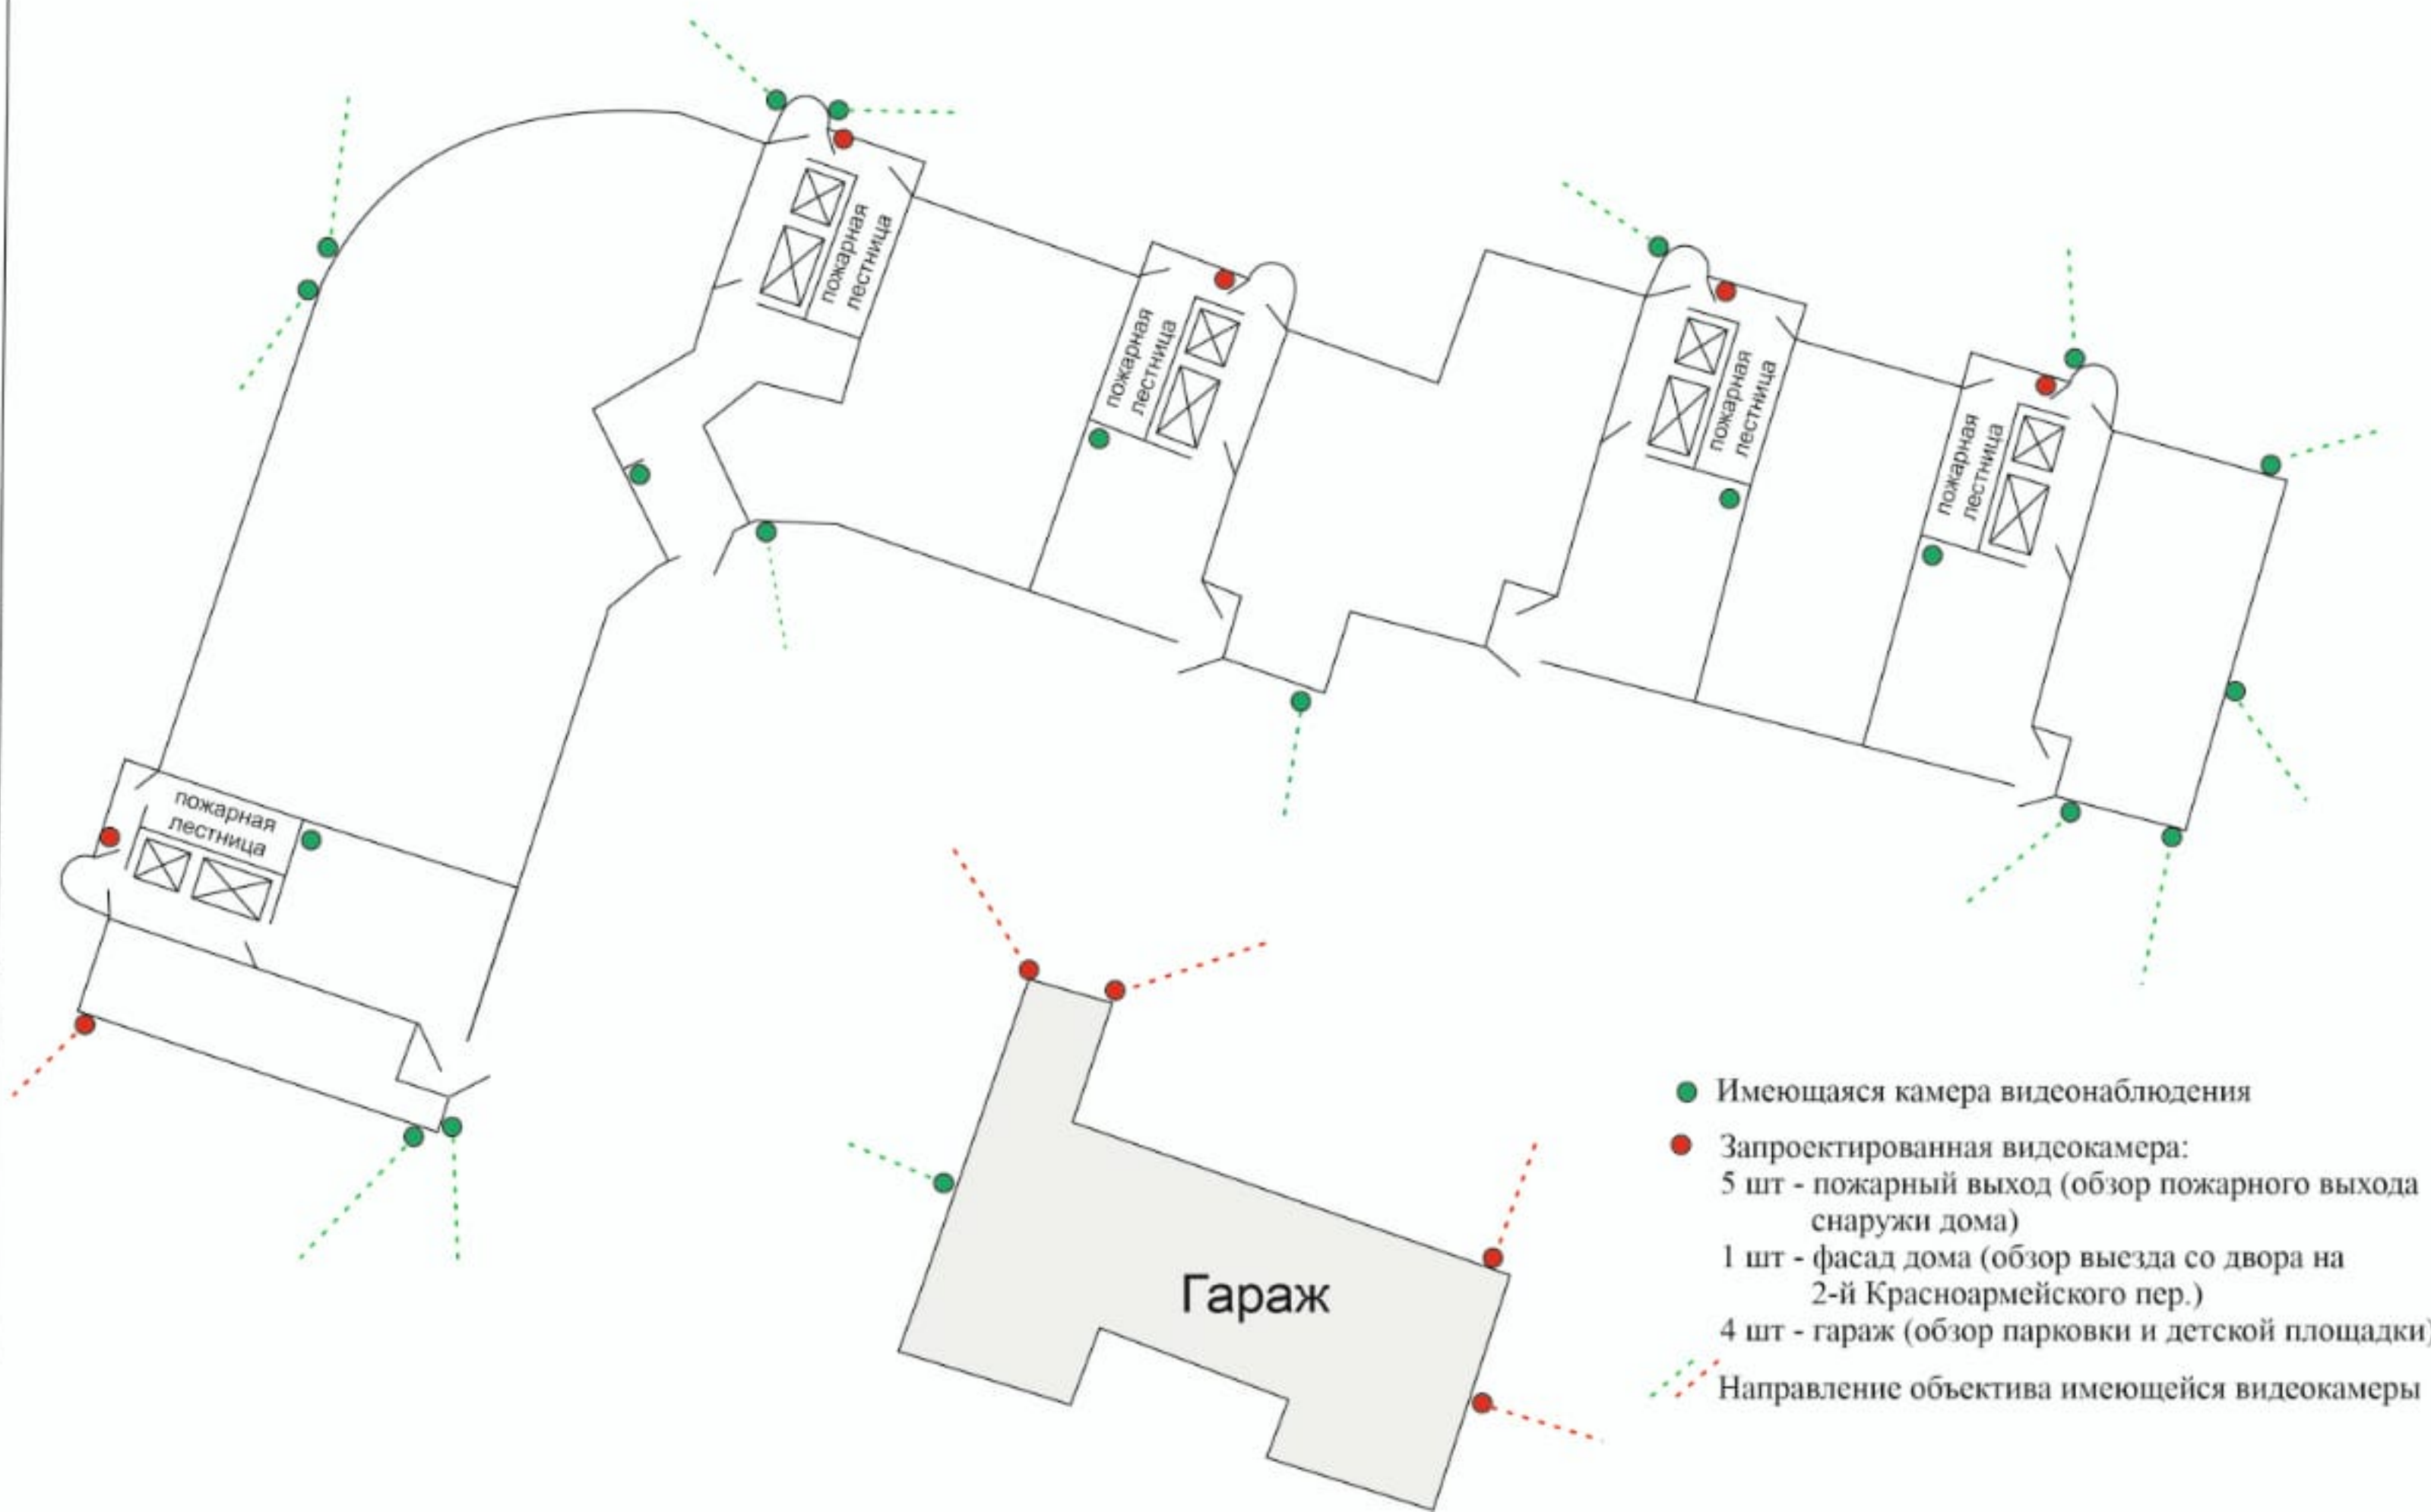 пожарная
лестница
пожарная
лестница
пожарная
лестница
пожарная
лестница
пожарная
лестница
Гараж
Имеющаяся камера видеонаблюдения
Запроектированная видеокамера:
5 шт - пожарный выход (обзор пожарного выхода
снаружи дома)
1 шт - фасад дома (обзор выезда со двора на
2-й Красноармейского пер.)
4 шт - гараж (обзор парковки и детской площадки)
Направление объектива имеющейся видеокамеры